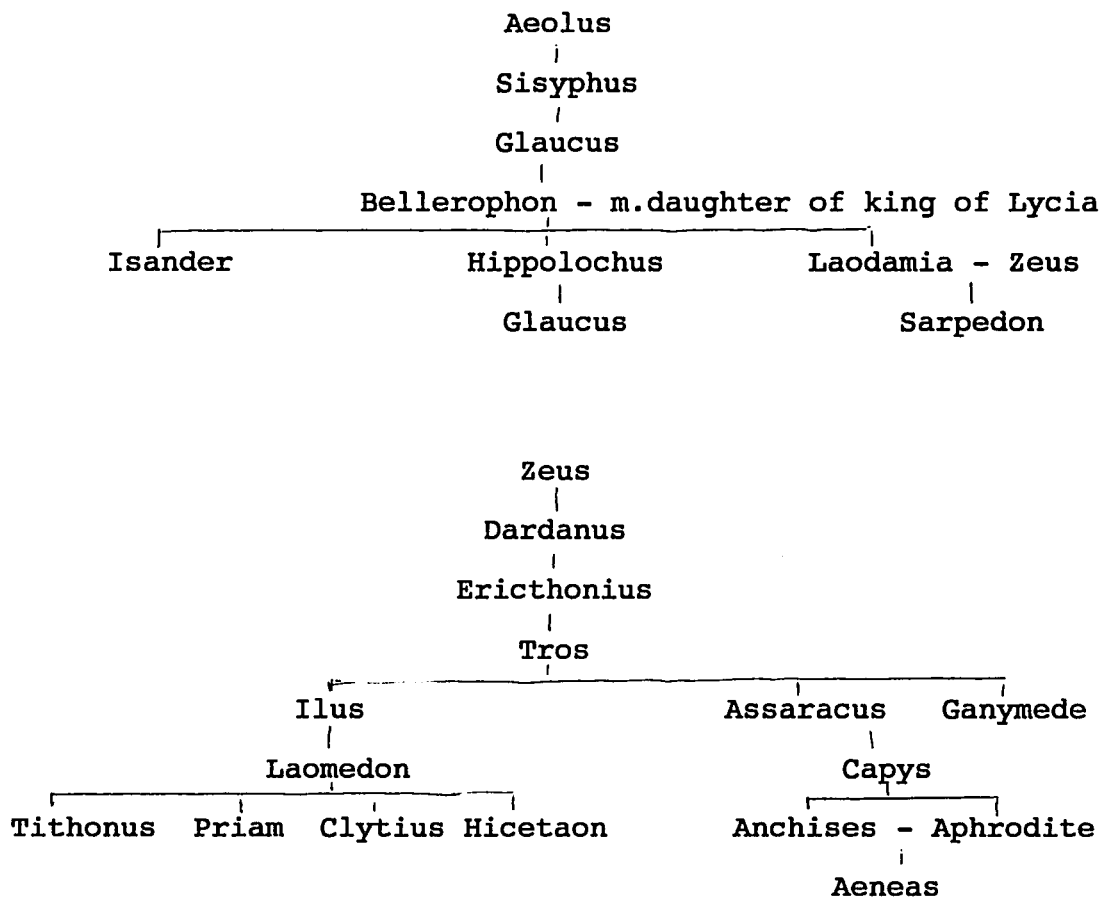 Aeolus
Sisyphus
Glaucus
Bellerophon - m.daughter of king of Lycia
Isander Hippolochus Laodamia - Zeus
Glaucus Sarpedon
Zeus
Dardanus
Ericthonius
Tros
Ilus Assaracus Ganymede
Laomedon Capys
Tithonus Priam Clytius Hicetaon Anchises - Aphrodite
Aeneas